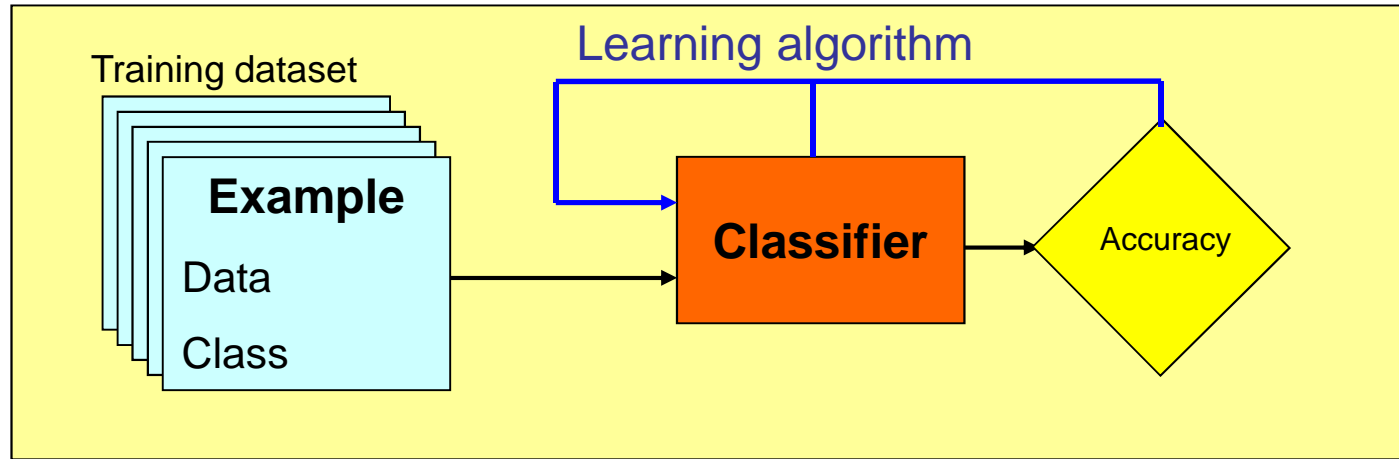 Learning algorithm
Training dataset
Example
Data
Class
Classifier
Accuracy